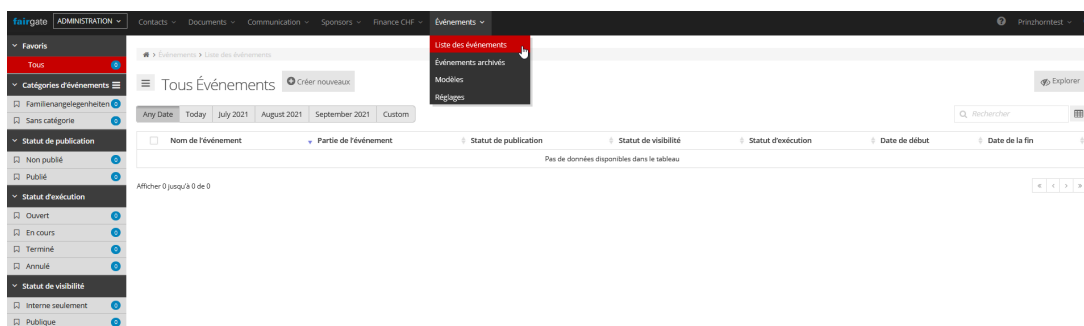 fairgate ADMINISTRATION Contacts Documents Communication Sponsors Finance CHF Événements Prinzhorntest
Liste des événements
Événements archivés
Modèles
Réglages
Favoris
Tous 0
Catégories d'événements
Familienangelegenheiten 0
Sans catégorie 0
Statut de publication
Non publié 0
Publié 0
Statut d'exécution
Ouvert 0
En cours 0
Terminé 0
Annulé 0
Statut de visibilité
Interne seulement 0
Publique 0
Événements > Liste des événements
Tous Événements Créer nouveaux Explorer
Any Date Today July 2021 August 2021 September 2021 Custom Rechercher
Nom de l'événement Partie de l'événement Statut de publication Statut de visibilité Statut d'exécution Date de début Date de la fin
Pas de données disponibles dans le tableau
Afficher 0 jusqu'à 0 de 0
« < > »